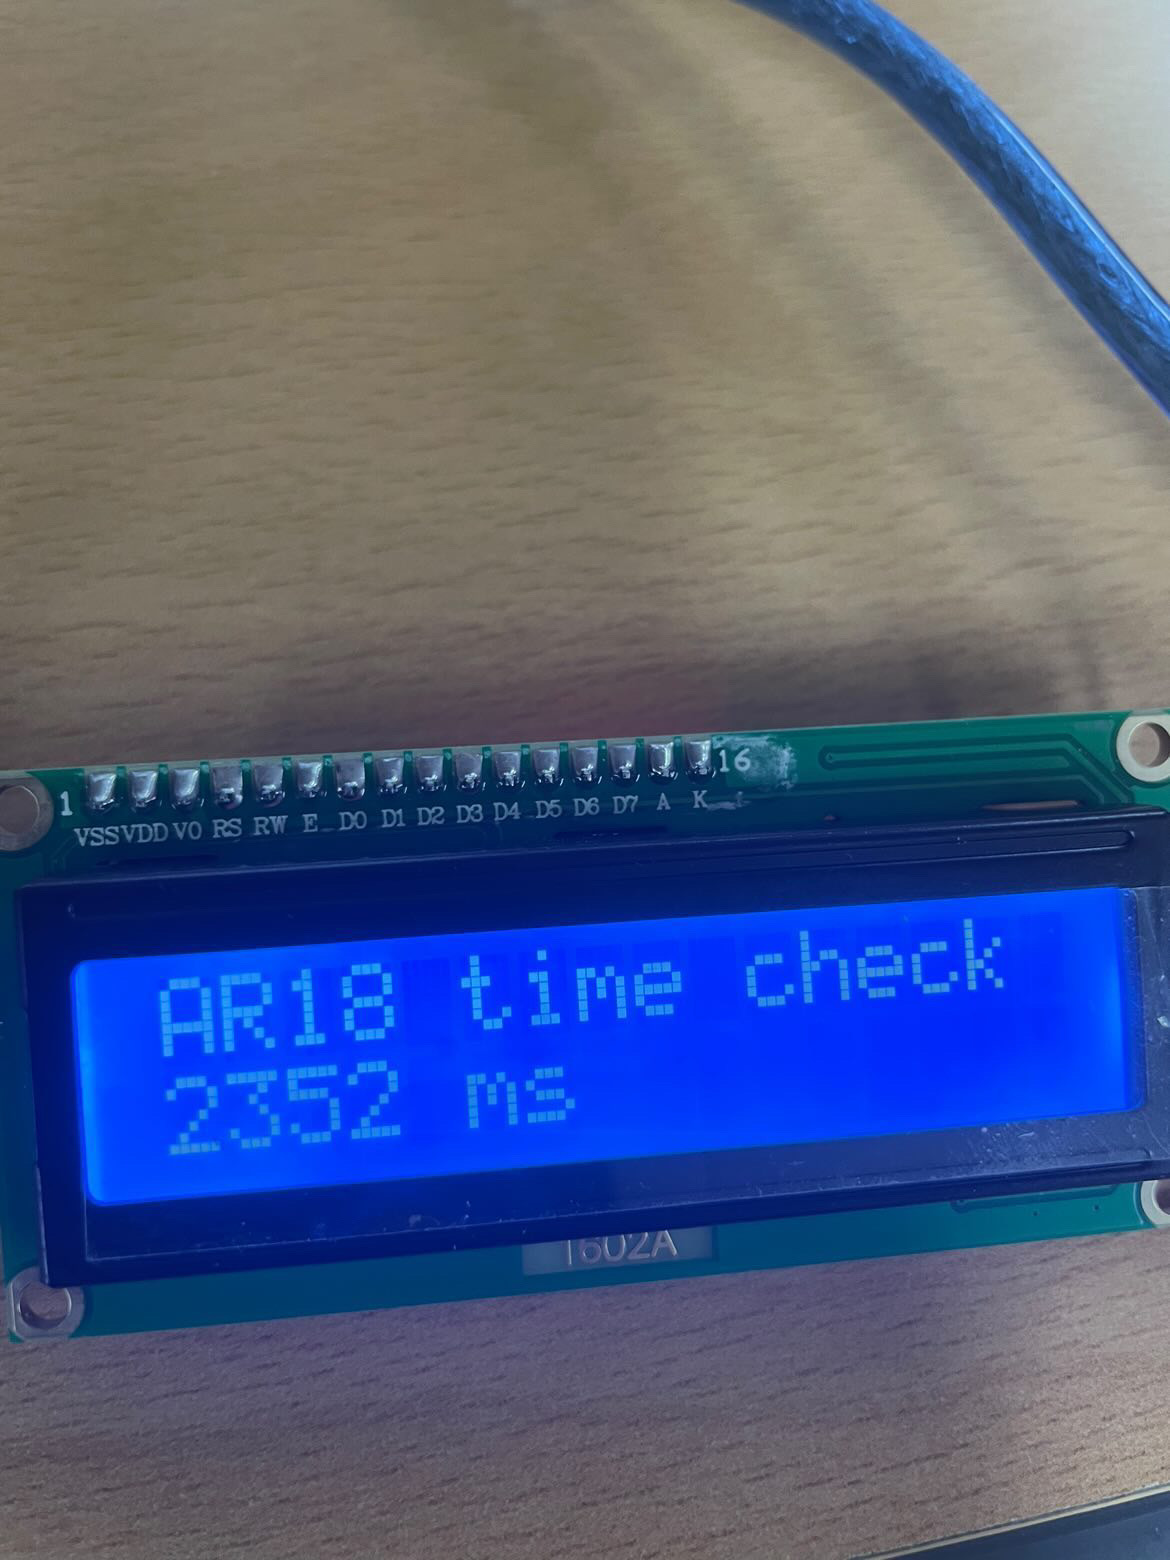 1 16
VSS VDD V0 RS RW E D0 D1 D2 D3 D4 D5 D6 D7 A K
AR18 time check
2352 ms
1602A